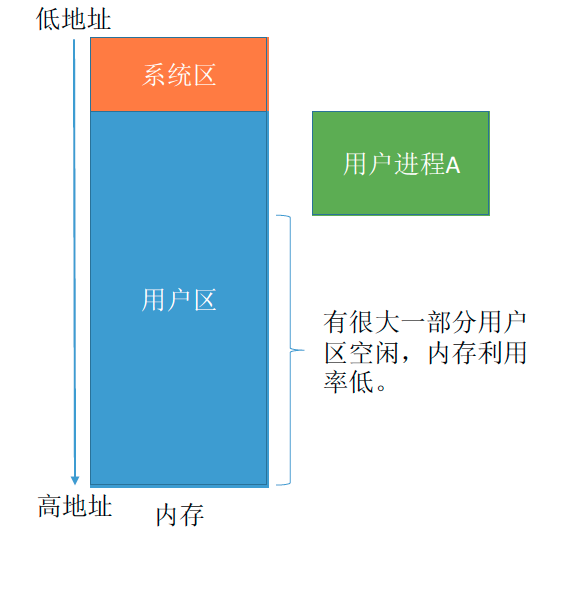 低地址
系统区
用户进程A
用户区
有很大一部分用户
区空闲，内存利用
率低。
高地址
内存